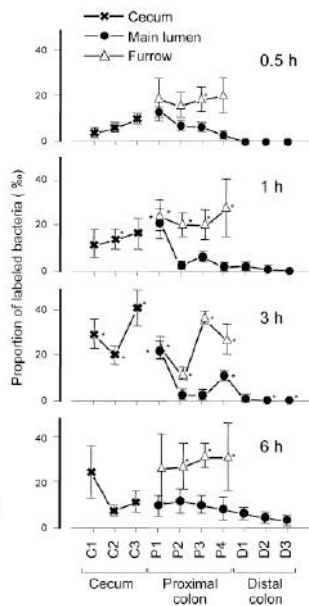 Cecum
Main lumen
Furrow
Proportion of labeled bacteria (‰)
40
20
0
0.5 h
40
20
0
1 h
40
20
0
3 h
40
20
0
6 h
C1 C2 C3 P1 P2 P3 P4 D1 D2 D3
Cecum Proximal colon Distal colon